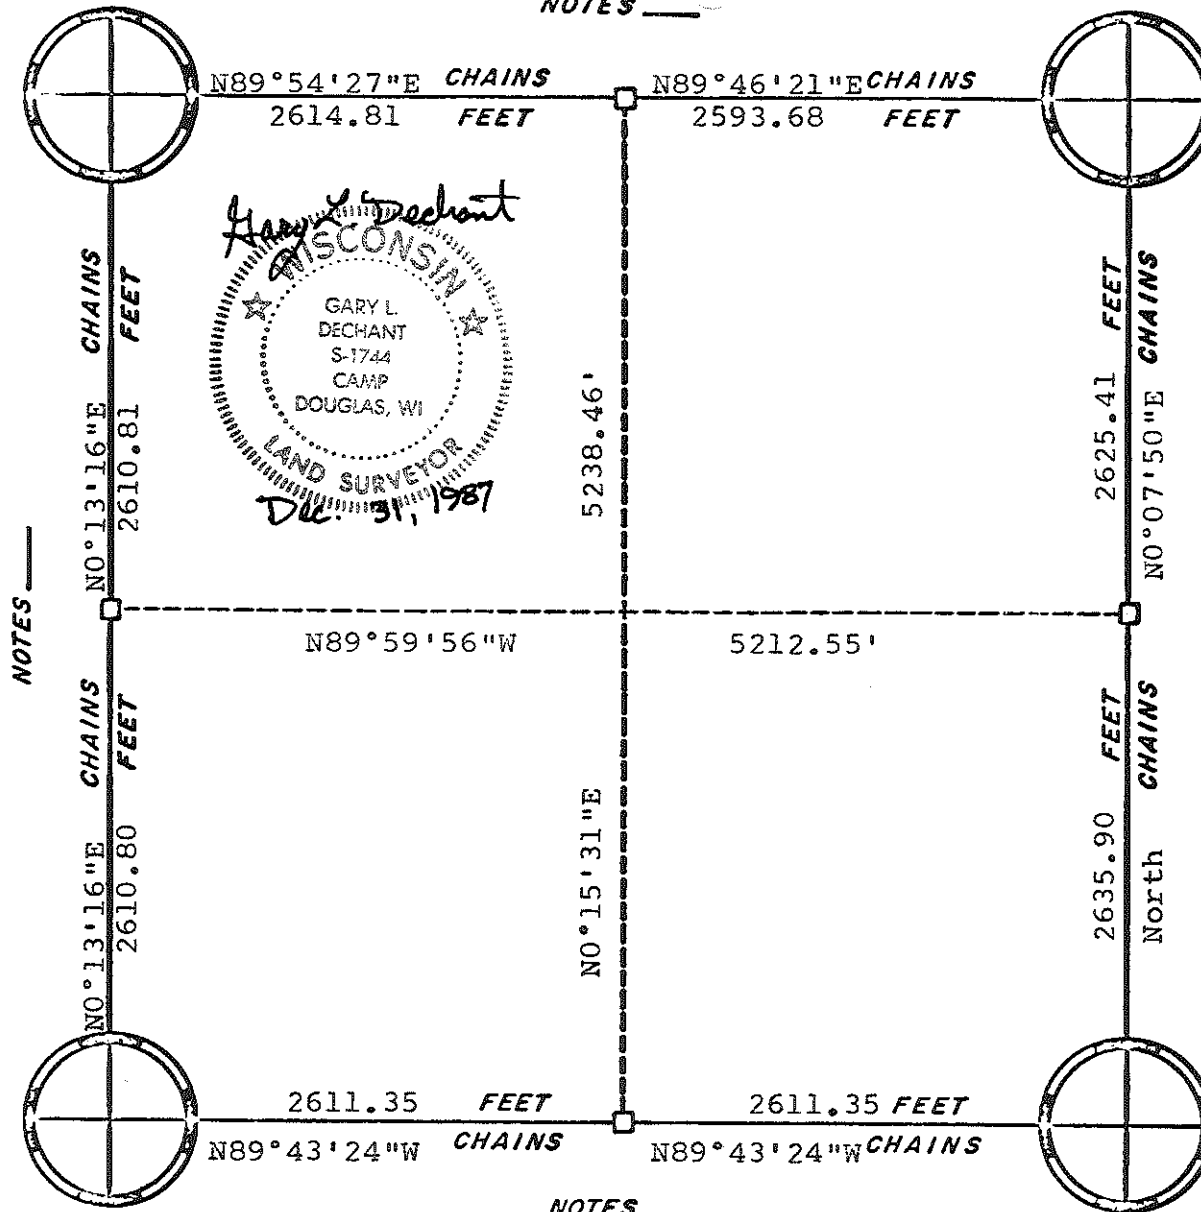 NOTES
N89°54'27"E CHAINS
2614.81 FEET
N89°46'21"E CHAINS
2593.68 FEET
Gary L. Dechant
WISCONSIN
GARY L.
DECHANT
S-1744
CAMP
DOUGLAS, WI
LAND SURVEYOR
Dec. 31, 1987
CHAINS
FEET
N0°13'16"E
2610.81
5238.46'
FEET
CHAINS
2625.41
N0°07'50"E
NOTES
N89°59'56"W 5212.55'
CHAINS
FEET
N0°13'16"E
2610.80
N0°15'31"E
FEET
CHAINS
2635.90
North
2611.35 FEET
N89°43'24"W CHAINS
2611.35 FEET
N89°43'24"W CHAINS
NOTES